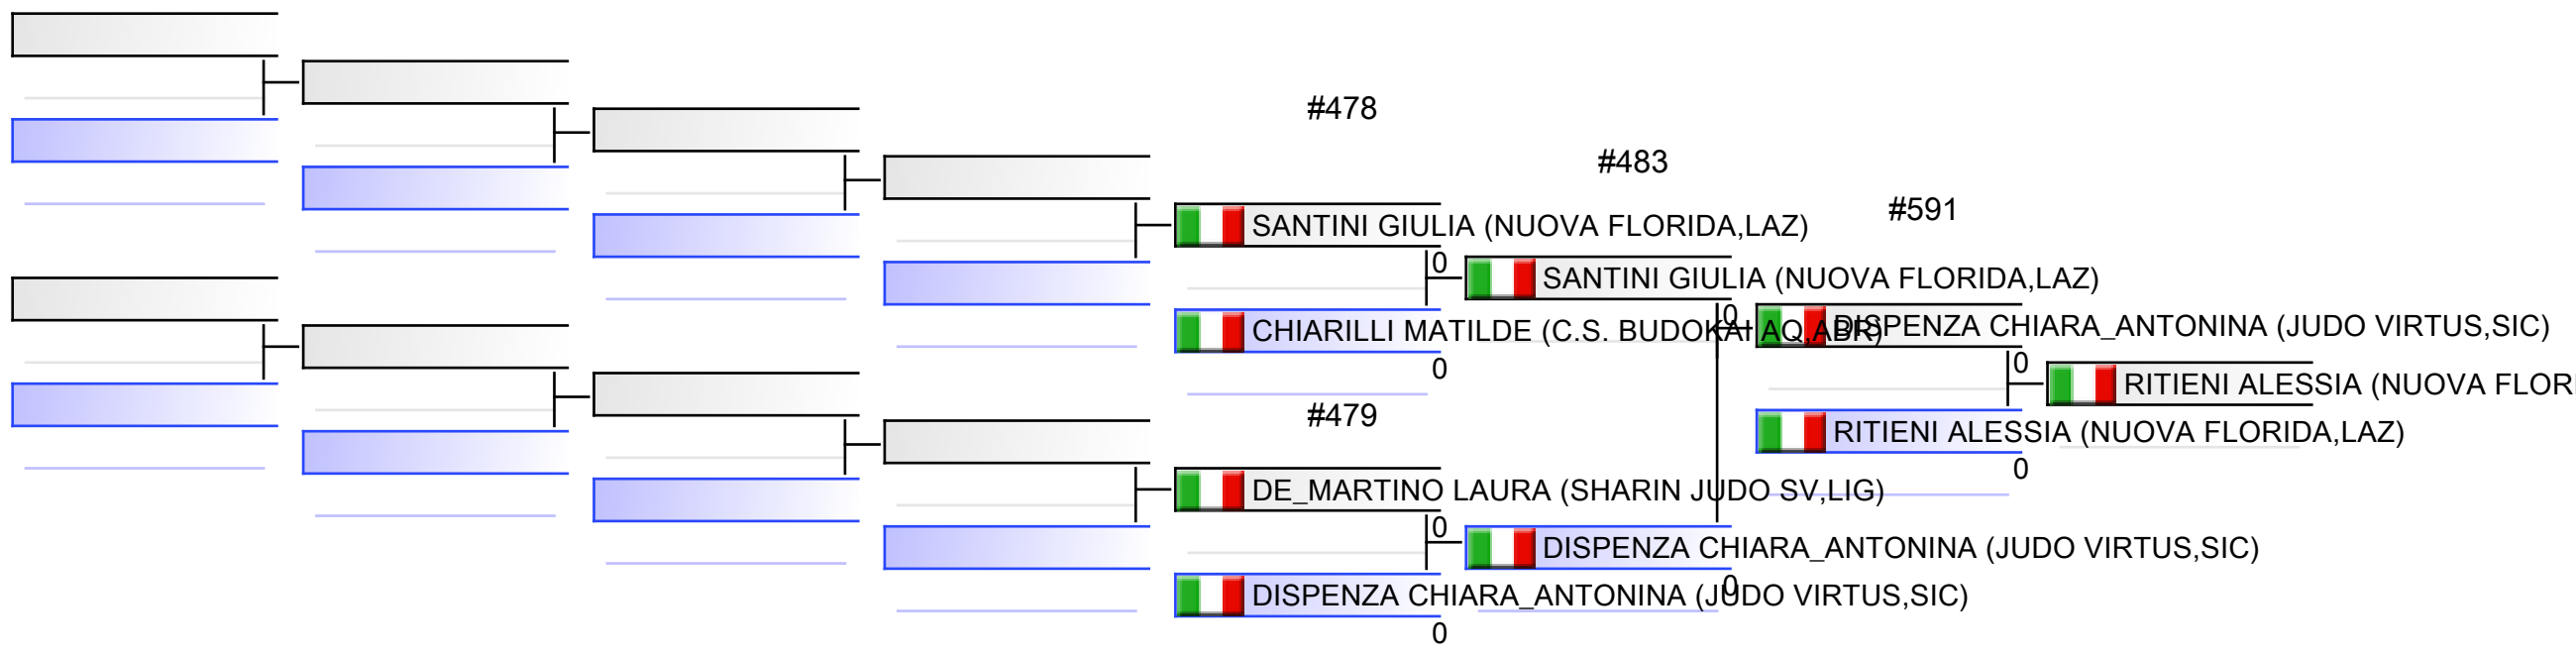 #478
#483
#591
SANTINI GIULIA (NUOVA FLORIDA,LAZ)
0
SANTINI GIULIA (NUOVA FLORIDA,LAZ)
0
DISPENZA CHIARA_ANTONINA (JUDO VIRTUS,SIC)
CHIARILLI MATILDE (C.S. BUDOKAI AQ,ABR)
0
0
RITIENI ALESSIA (NUOVA FLORI
#479
RITIENI ALESSIA (NUOVA FLORIDA,LAZ)
0
DE_MARTINO LAURA (SHARIN JUDO SV,LIG)
0
DISPENZA CHIARA_ANTONINA (JUDO VIRTUS,SIC)
0
DISPENZA CHIARA_ANTONINA (JUDO VIRTUS,SIC)
0